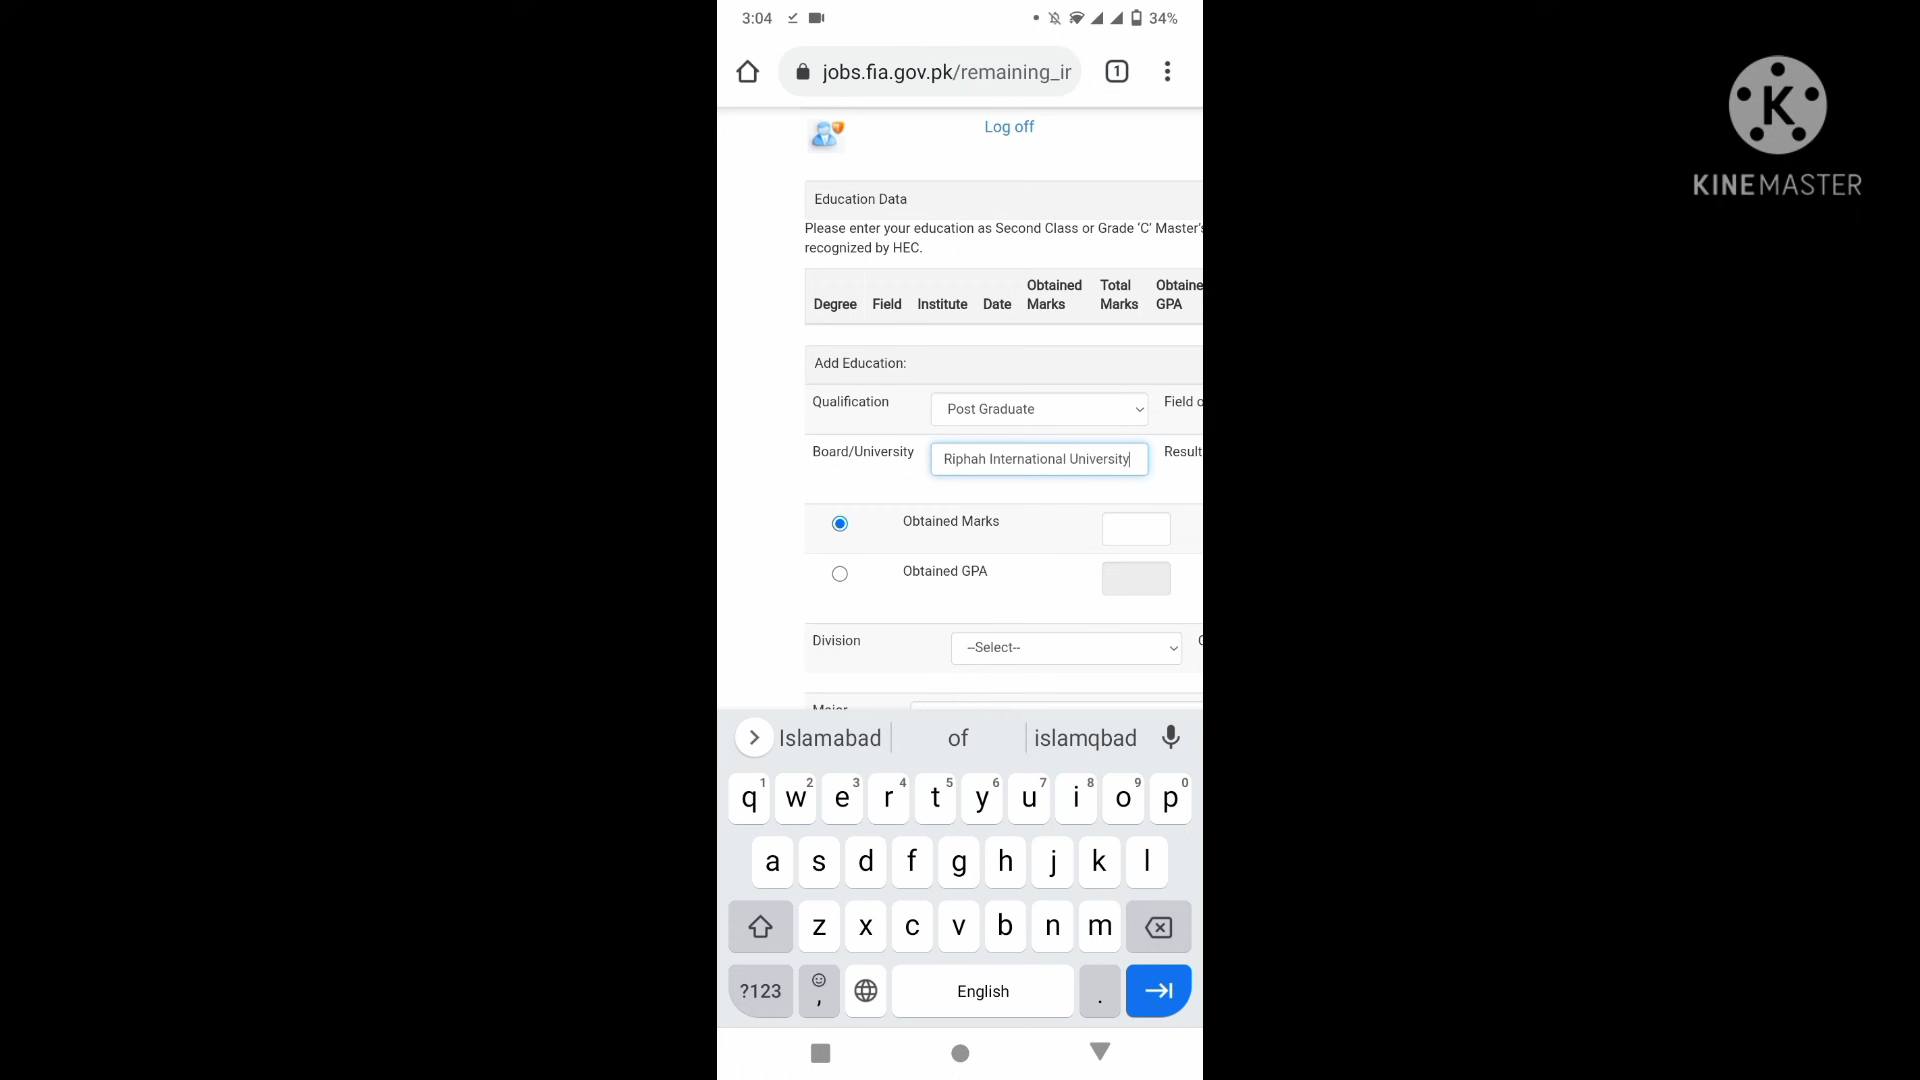 3:04
34%
jobs.fia.gov.pk/remaining_ir
1
K
KINEMASTER
Log off
Education Data
Please enter your education as Second Class or Grade ‘C’ Master's
recognized by HEC.
Degree Field Institute Date Obtained Marks Total Marks Obtaine GPA
Add Education:
Qualification Post Graduate Field o
Board/University Riphah International University Result
Obtained Marks
Obtained GPA
Division --Select--
Major
Islamabad of islamqbad
q1 w2 e3 r4 t5 y6 u7 i8 o9 p0
a s d f g h j k l
z x c v b n m
?123 , English .